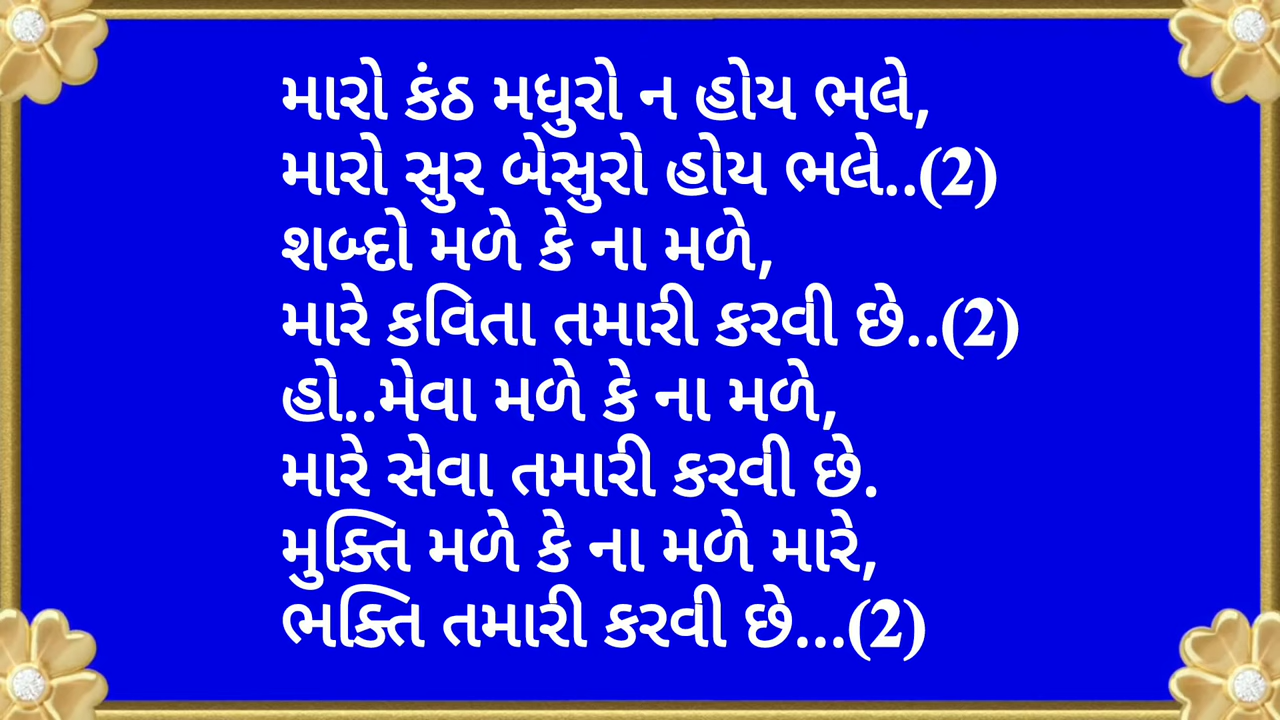 મારો કંઠ મધુરો ન હોય ભલે,
મારો સુર બેસુરો હોય ભલે..(2)
શબ્દો મળે કે ના મળે,
મારે કવિતા તમારી કરવી છે..(2)
હો..મેવા મળે કે ના મળે,
મારે સેવા તમારી કરવી છે.
મુક્તિ મળે કે ના મળે મારે,
ભક્તિ તમારી કરવી છે...(2)